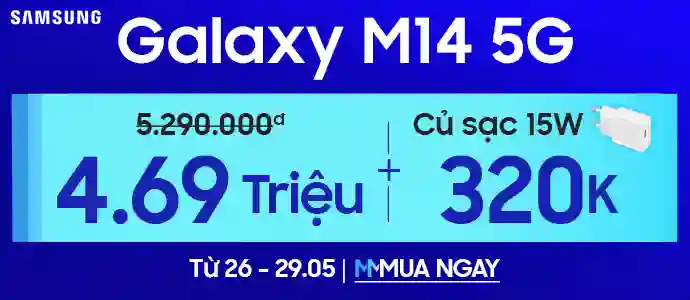 SAMSUNG
Galaxy M14 5G
5.290.000đ
4.69 Triệu
+
Củ sạc 15W
320K
Từ 26 - 29.05 | MMMUA NGAY